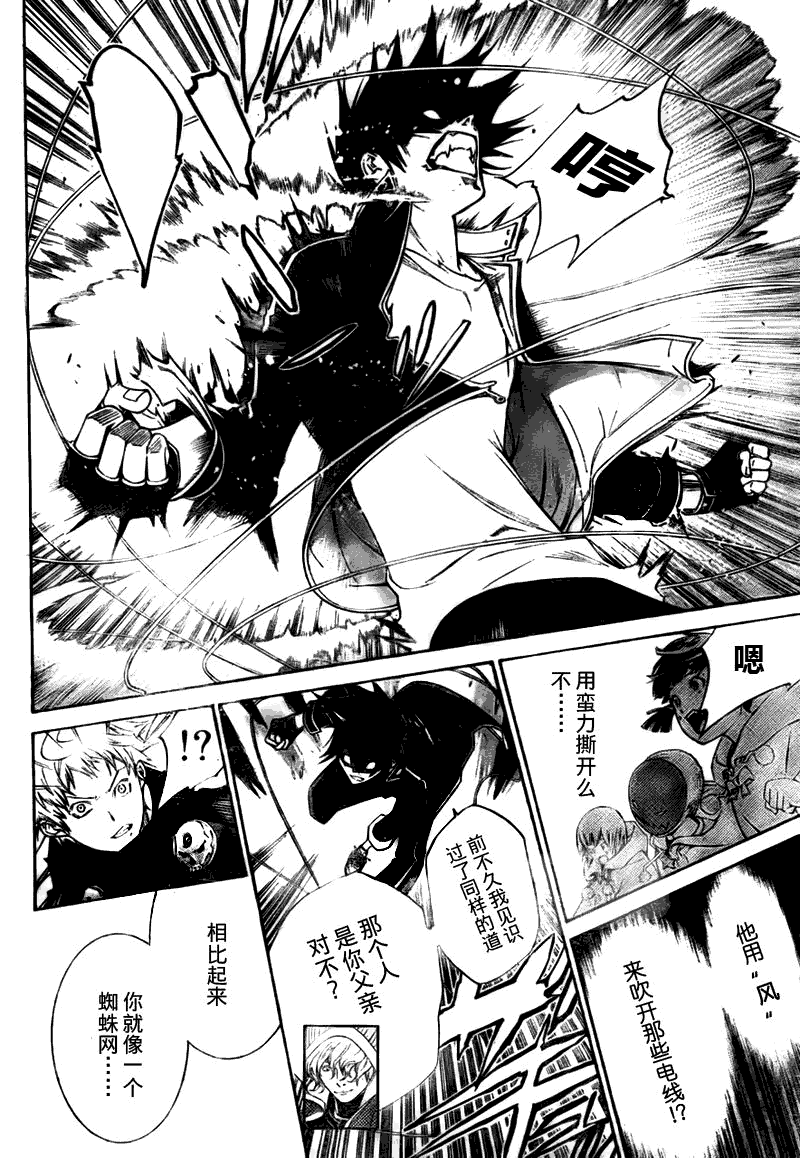 哼
嗯
用蛮力撕开么
不……
他用“风”
来吹开那些电线!?
前不久我见识
过了同样的道
那个人
是你父亲
对不？
!?
相比起来
你就像一个
蜘蛛网……